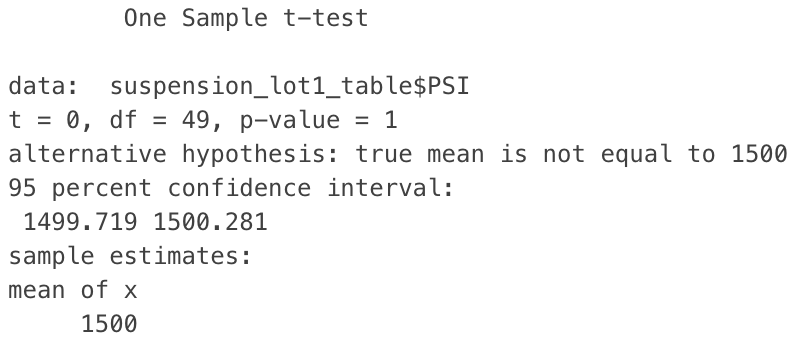 One Sample t-test
data:  suspension_lot1_table$PSI
t = 0, df = 49, p-value = 1
alternative hypothesis: true mean is not equal to 1500
95 percent confidence interval:
1499.719 1500.281
sample estimates:
mean of x
1500